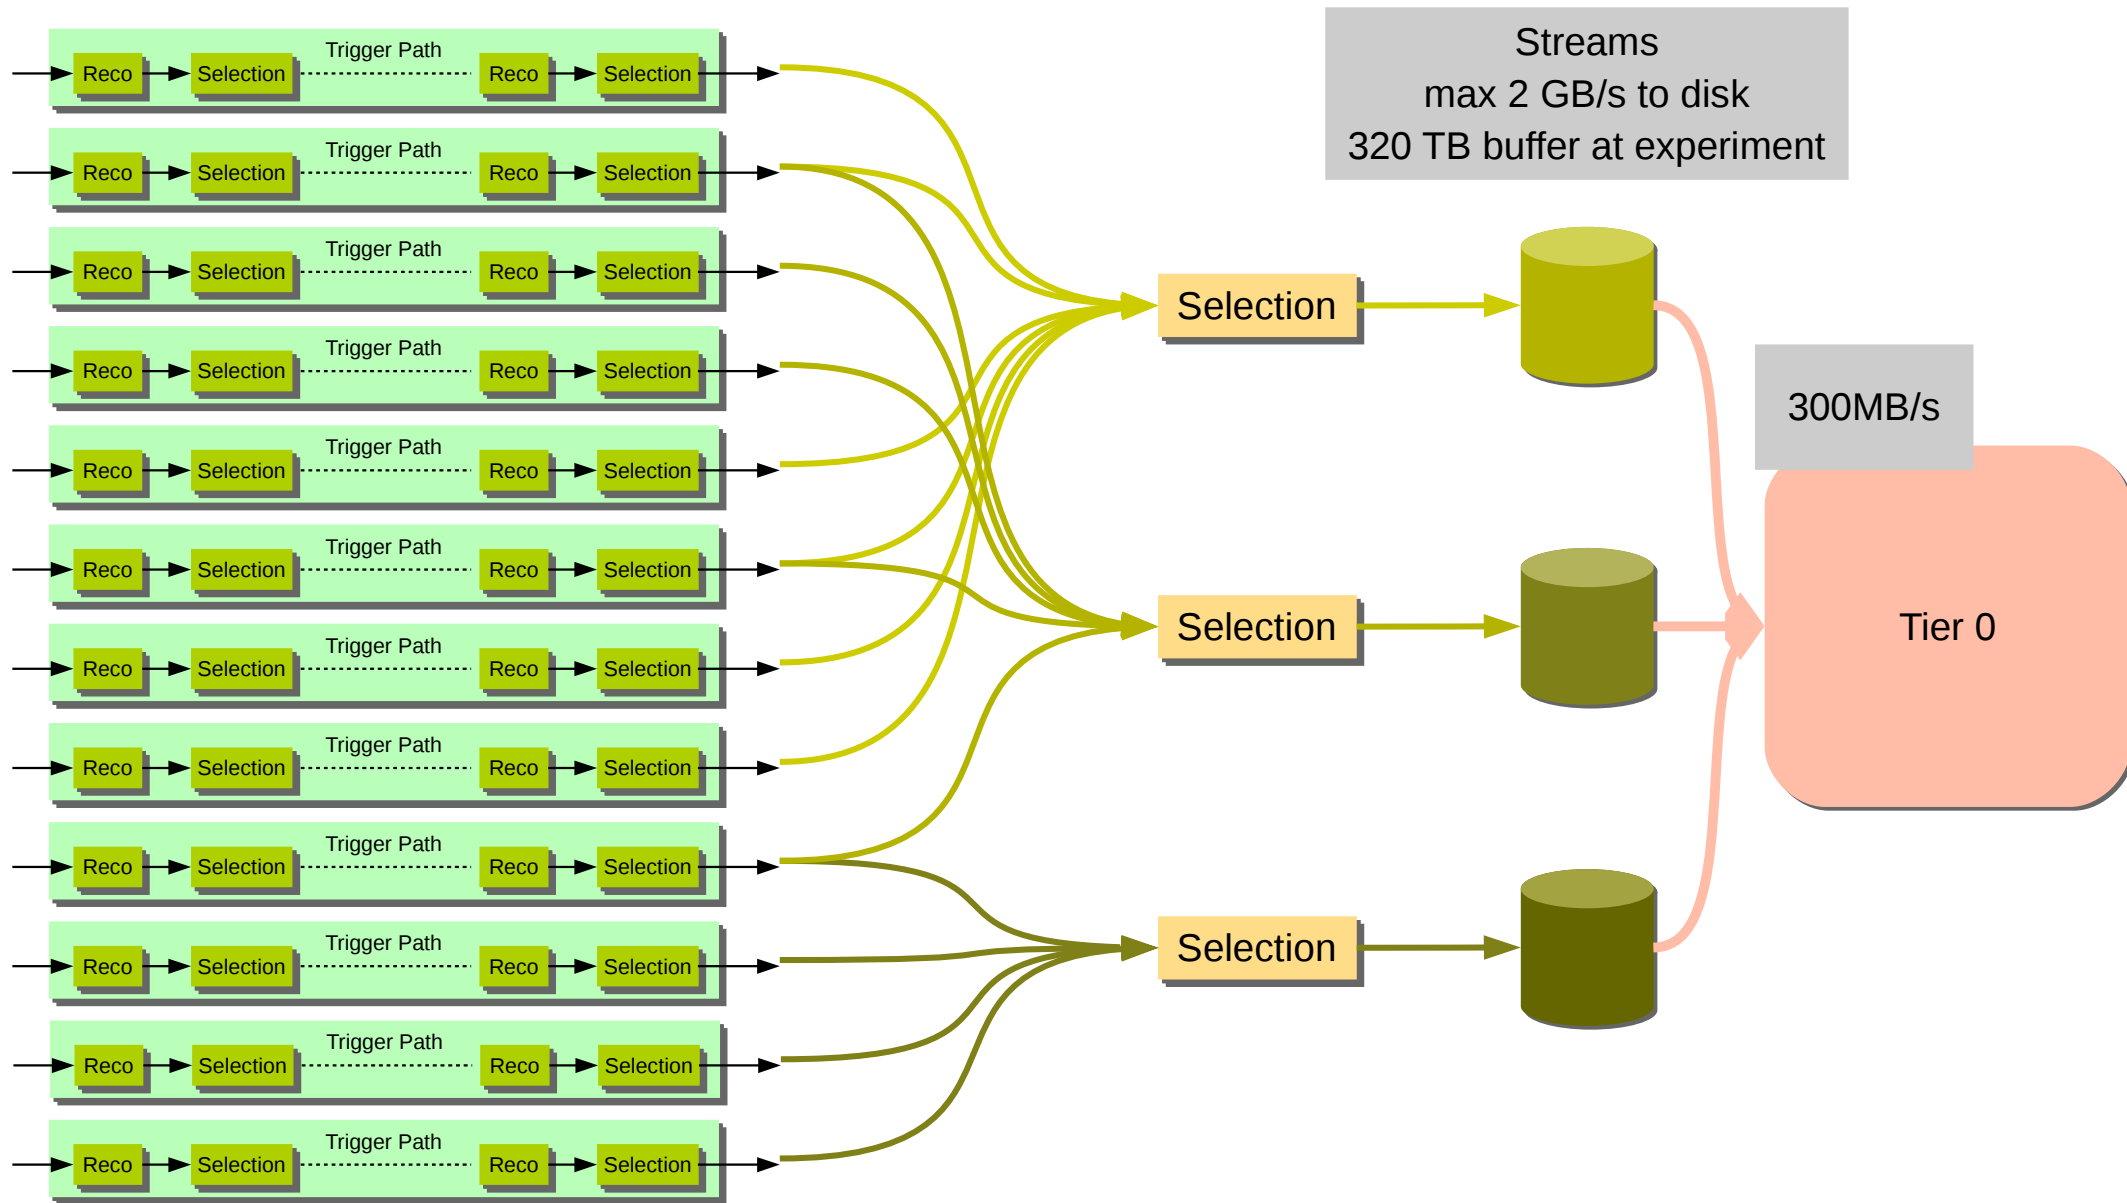 Trigger Path
Reco Selection Reco Selection
Trigger Path
Reco Selection Reco Selection
Trigger Path
Reco Selection Reco Selection
Trigger Path
Reco Selection Reco Selection
Trigger Path
Reco Selection Reco Selection
Trigger Path
Reco Selection Reco Selection
Trigger Path
Reco Selection Reco Selection
Trigger Path
Reco Selection Reco Selection
Trigger Path
Reco Selection Reco Selection
Trigger Path
Reco Selection Reco Selection
Trigger Path
Reco Selection Reco Selection
Trigger Path
Reco Selection Reco Selection
Selection
Selection
Selection
Streams
max 2 GB/s to disk
320 TB buffer at experiment
300MB/s
Tier 0